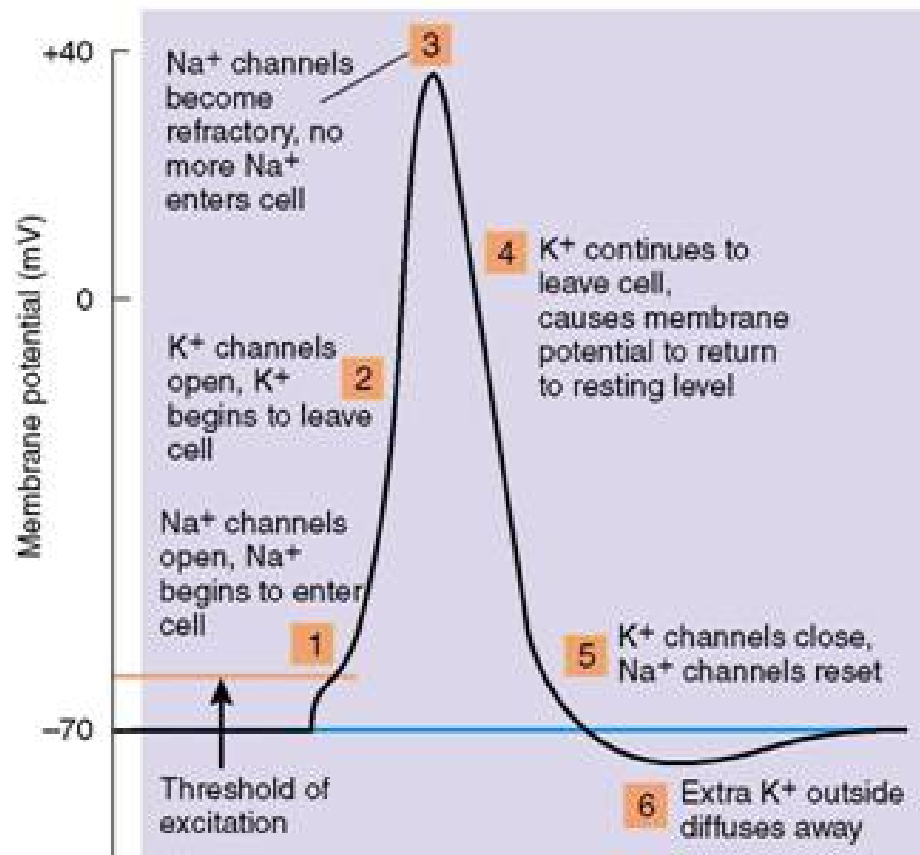 +40
0
–70
Membrane potential (mV)
3
Na+ channels
become
refractory, no
more Na+
enters cell
4
K+ continues to
leave cell,
causes membrane
potential to return
to resting level
K+ channels
open, K+
begins to leave
cell
2
Na+ channels
open, Na+
begins to enter
cell
1
5
K+ channels close,
Na+ channels reset
Threshold of
excitation
6
Extra K+ outside
diffuses away